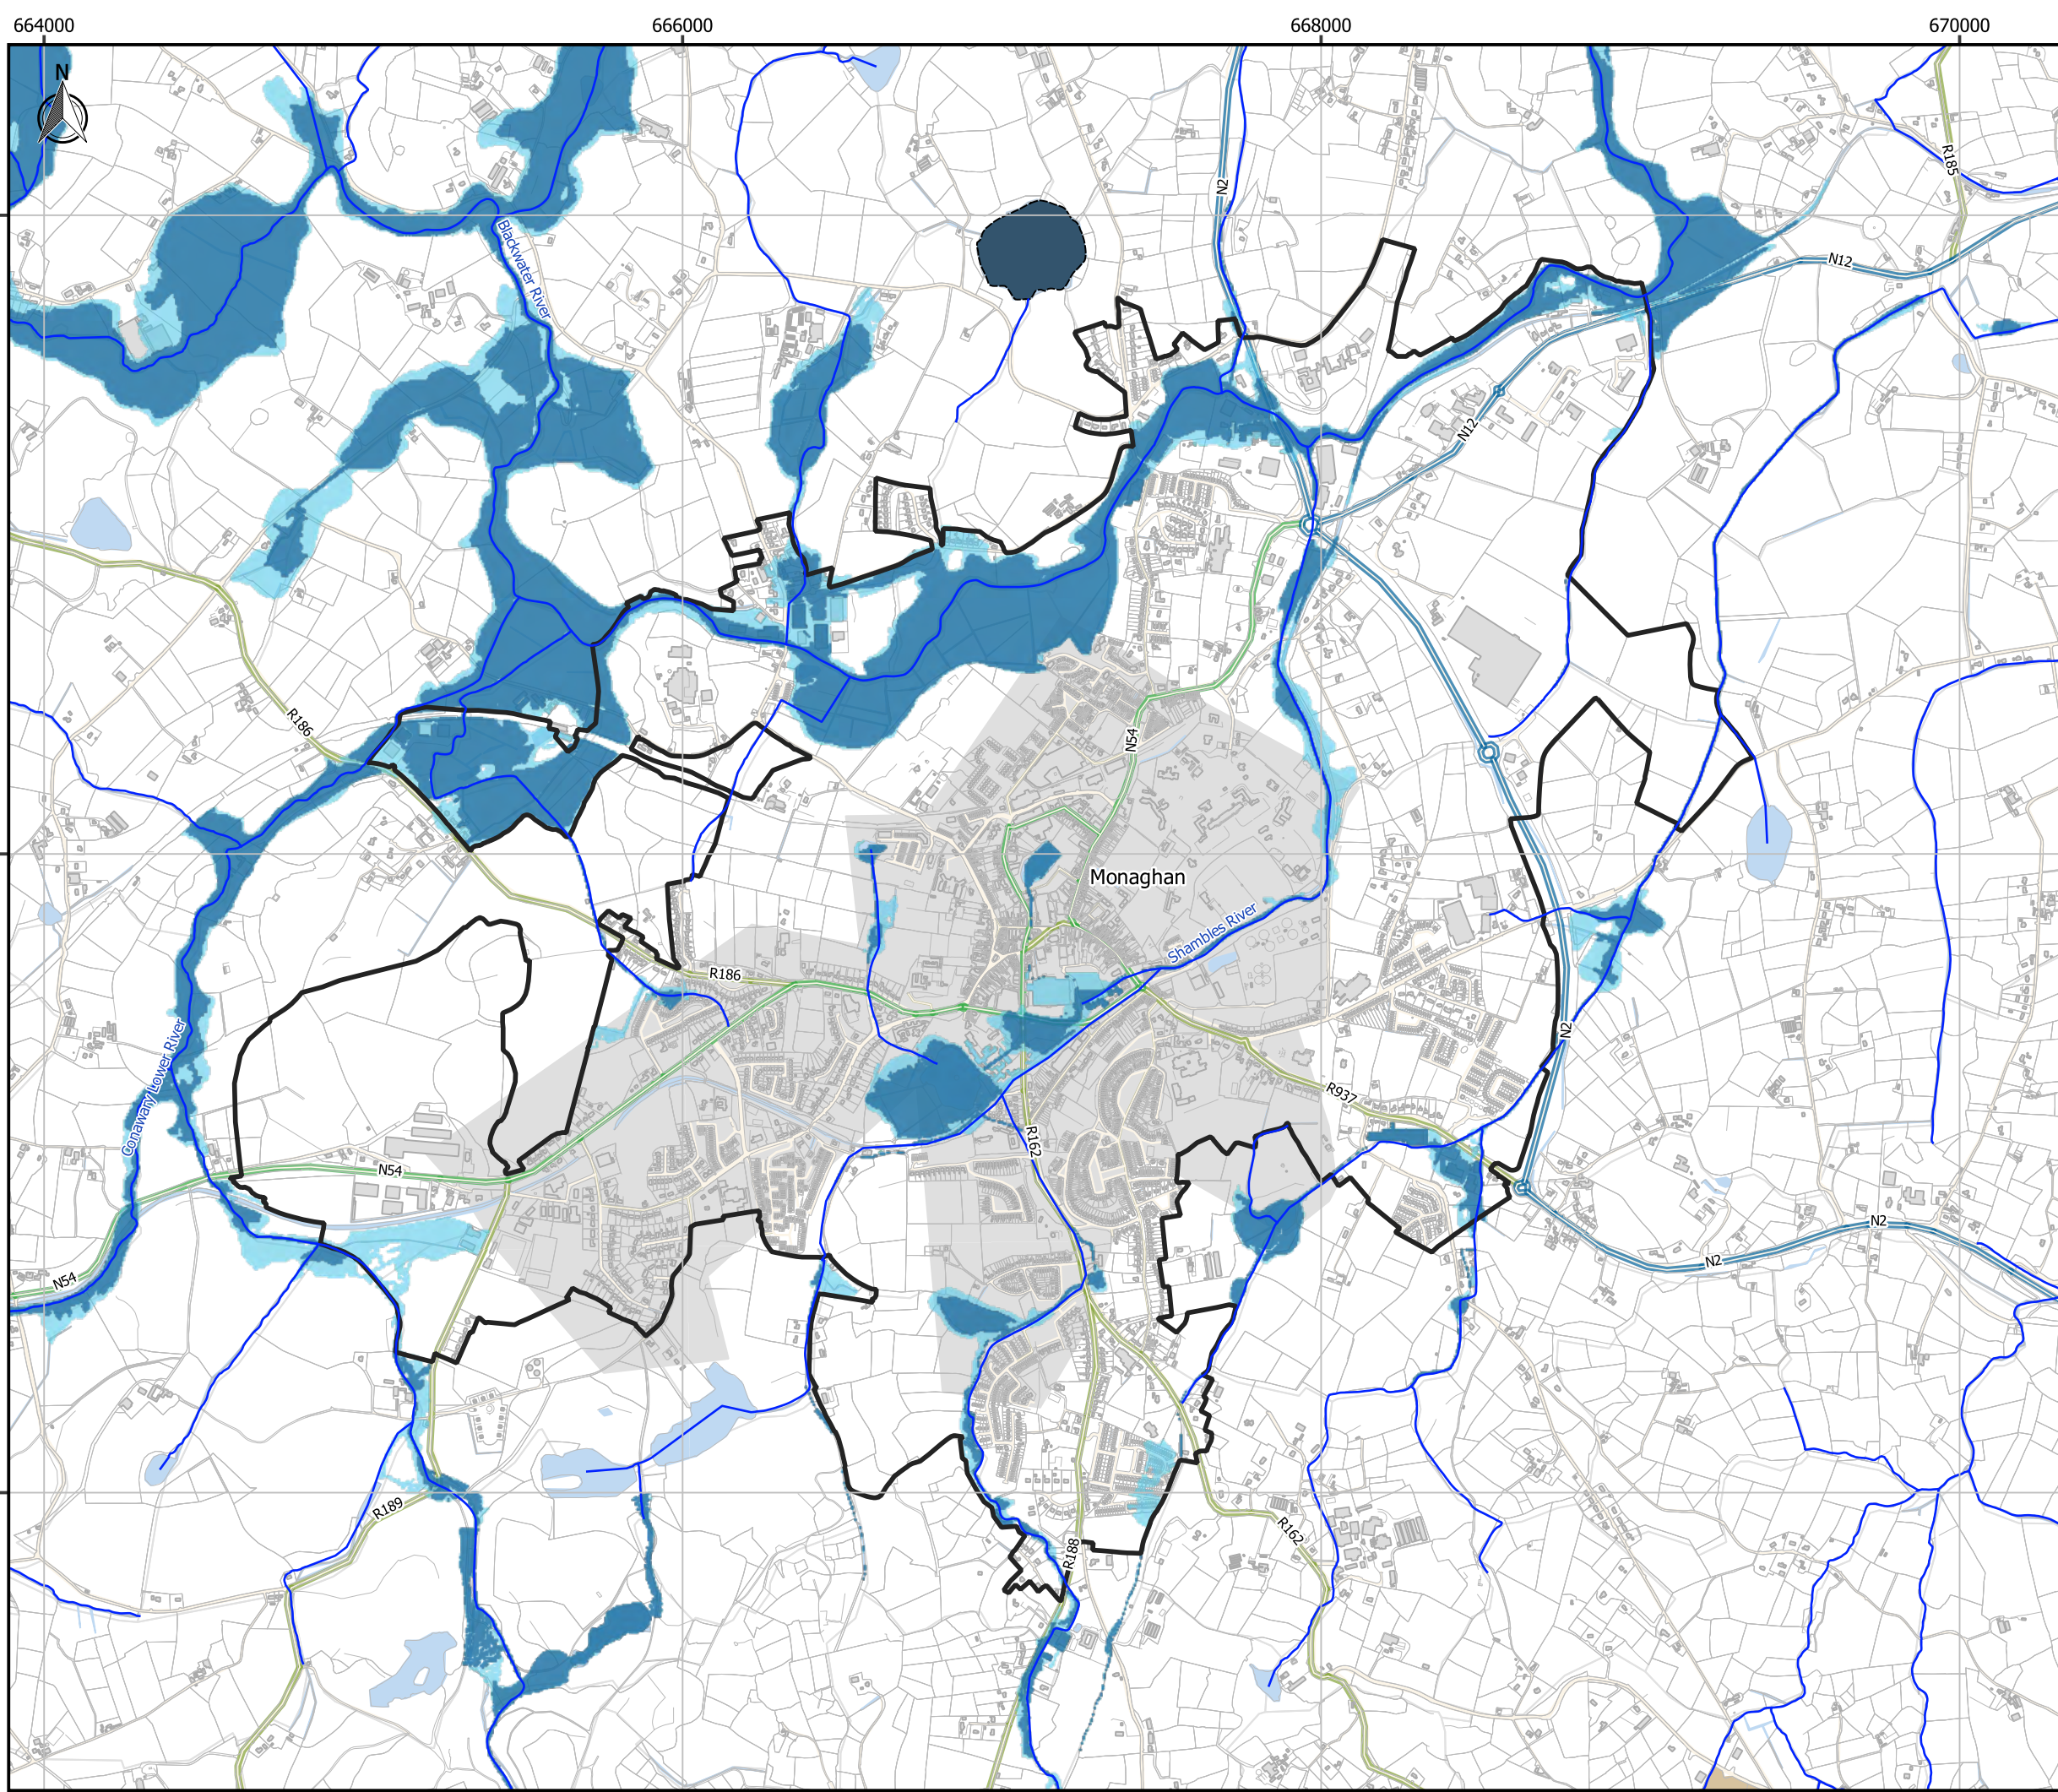 664000
666000
668000
670000
N
N2
R185
Blackwater River
N12
N12
R186
N54
Monaghan
Shambles River
R186
N2
Conawary Lower River
R937
R162
N54
N2
N2
N54
R189
R162
R188